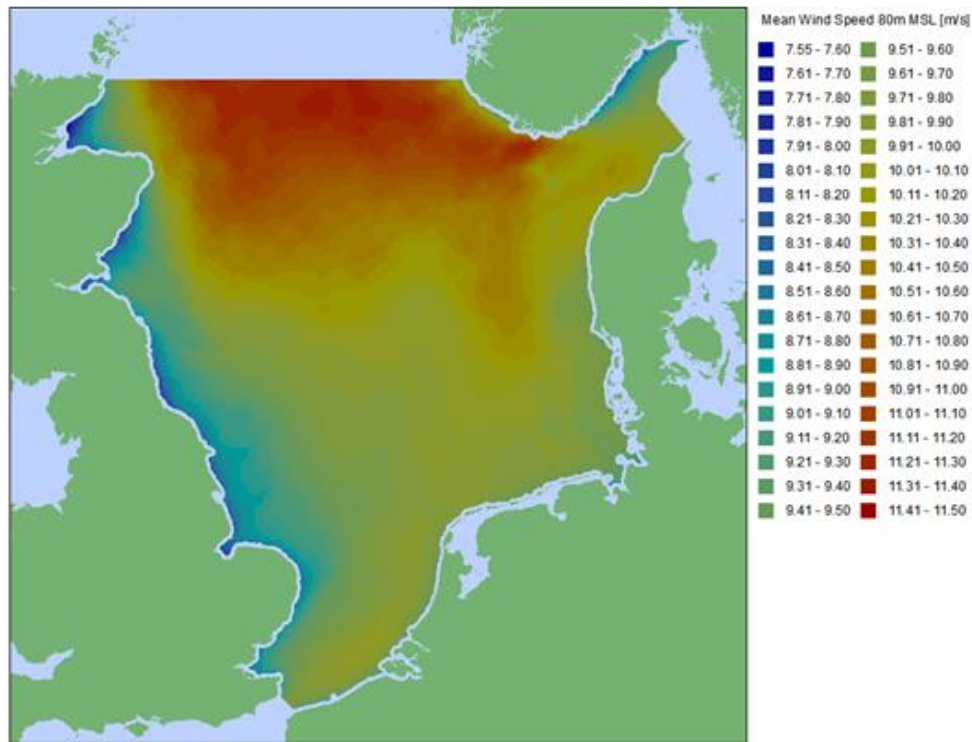 Mean Wind Speed 80m MSL [m/s]
7.55 - 7.60
7.61 - 7.70
7.71 - 7.80
7.81 - 7.90
7.91 - 8.00
8.01 - 8.10
8.11 - 8.20
8.21 - 8.30
8.31 - 8.40
8.41 - 8.50
8.51 - 8.60
8.61 - 8.70
8.71 - 8.80
8.81 - 8.90
8.91 - 9.00
9.01 - 9.10
9.11 - 9.20
9.21 - 9.30
9.31 - 9.40
9.41 - 9.50
9.51 - 9.60
9.61 - 9.70
9.71 - 9.80
9.81 - 9.90
9.91 - 10.00
10.01 - 10.10
10.11 - 10.20
10.21 - 10.30
10.31 - 10.40
10.41 - 10.50
10.51 - 10.60
10.61 - 10.70
10.71 - 10.80
10.81 - 10.90
10.91 - 11.00
11.01 - 11.10
11.11 - 11.20
11.21 - 11.30
11.31 - 11.40
11.41 - 11.50